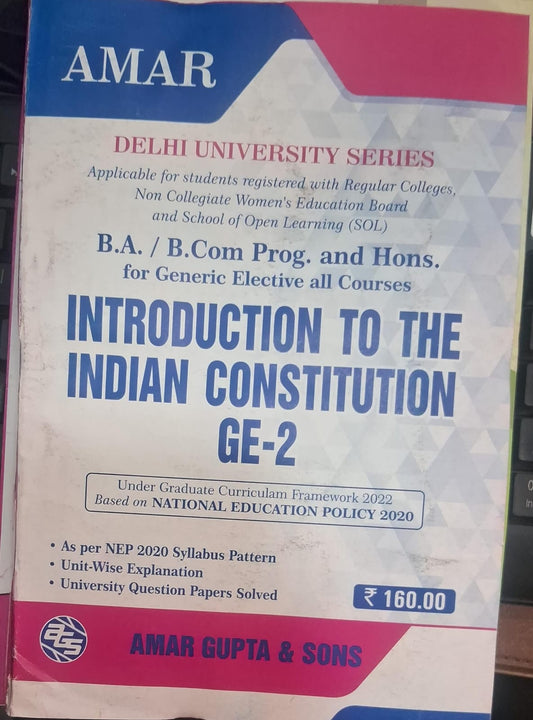 AMAR
DELHI UNIVERSITY SERIES
Applicable for students registered with Regular Colleges,
Non Collegiate Women's Education Board
and School of Open Learning (SOL)
B.A. / B.Com Prog. and Hons.
for Generic Elective all Courses
INTRODUCTION TO THE
INDIAN CONSTITUTION
GE-2
Under Graduate Curriculam Framework 2022
Based on NATIONAL EDUCATION POLICY 2020
• As per NEP 2020 Syllabus Pattern
• Unit-Wise Explanation
• University Question Papers Solved
₹ 160.00
AGS
AMAR GUPTA & SONS